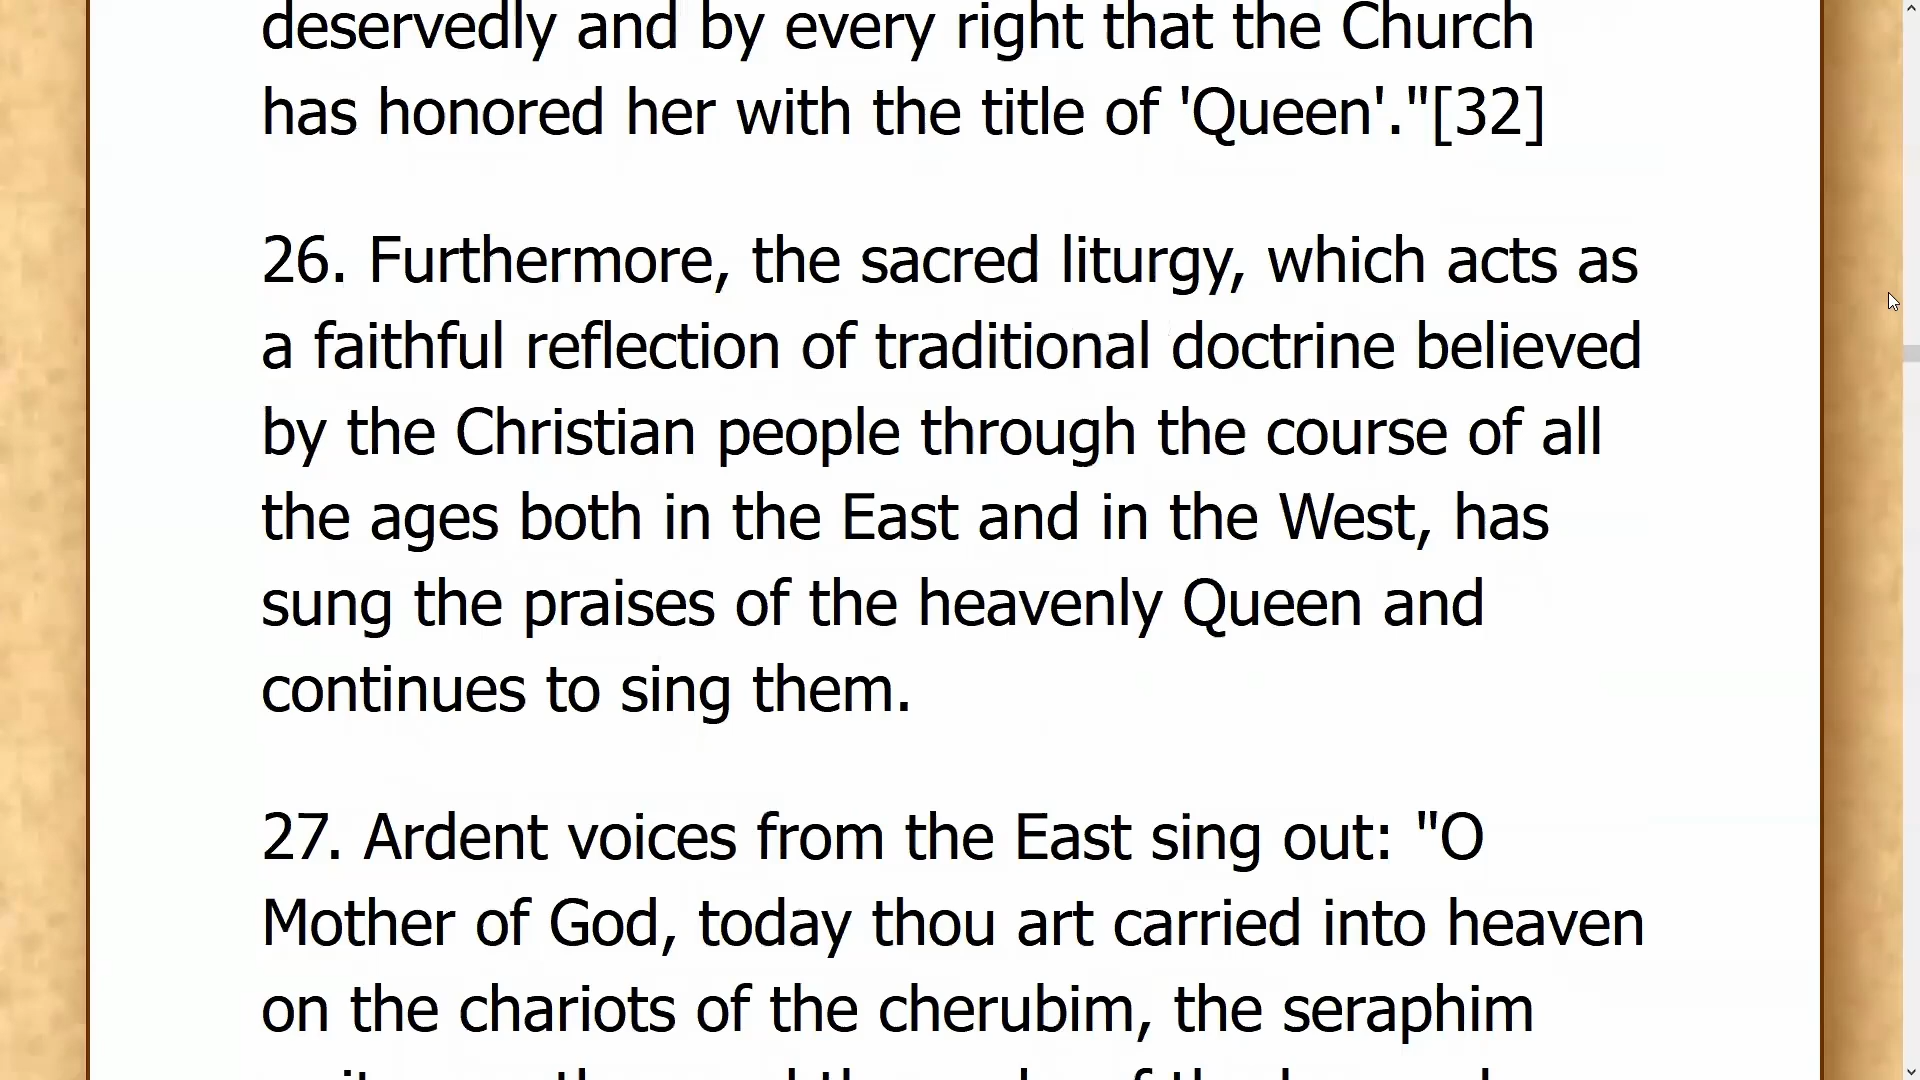 deservedly and by every right that the Church
has honored her with the title of 'Queen'."[32]
26. Furthermore, the sacred liturgy, which acts as
a faithful reflection of traditional doctrine believed
by the Christian people through the course of all
the ages both in the East and in the West, has
sung the praises of the heavenly Queen and
continues to sing them.
27. Ardent voices from the East sing out: "O
Mother of God, today thou art carried into heaven
on the chariots of the cherubim, the seraphim